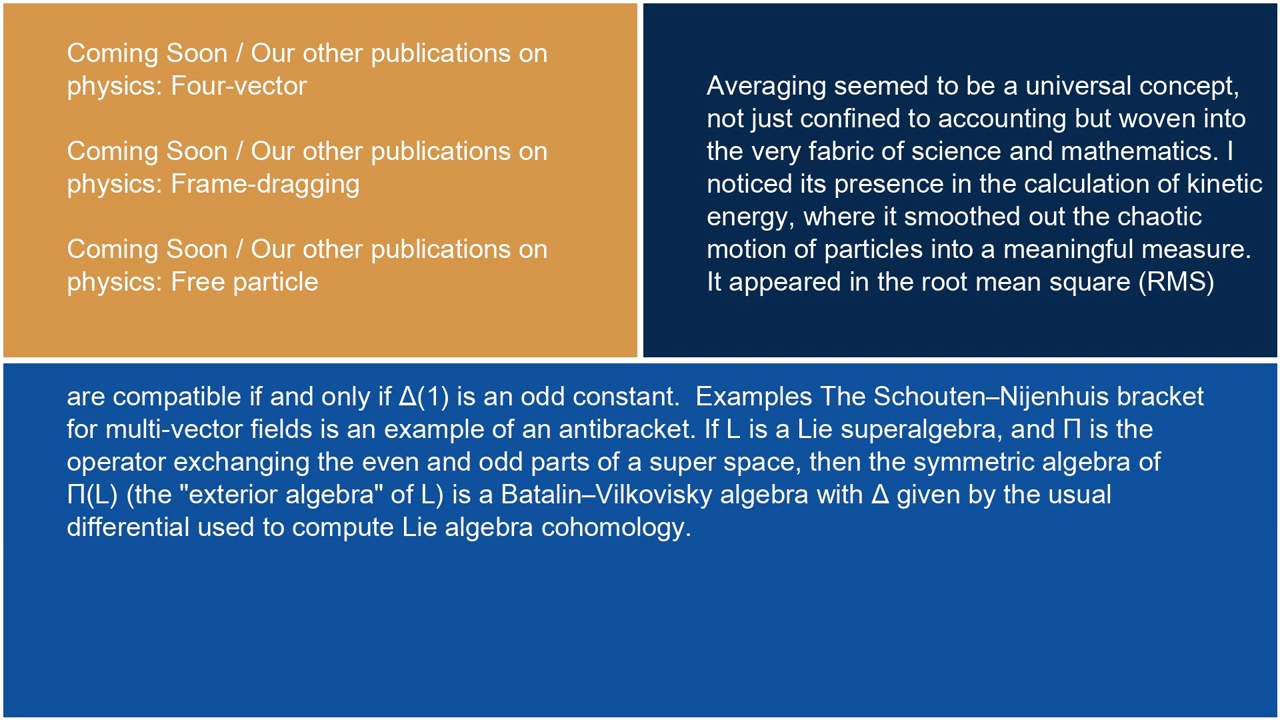 Coming Soon / Our other publications on
physics: Four-vector
Coming Soon / Our other publications on
physics: Frame-dragging
Coming Soon / Our other publications on
physics: Free particle
Averaging seemed to be a universal concept,
not just confined to accounting but woven into
the very fabric of science and mathematics. I
noticed its presence in the calculation of kinetic
energy, where it smoothed out the chaotic
motion of particles into a meaningful measure.
It appeared in the root mean square (RMS)
are compatible if and only if Δ(1) is an odd constant.  Examples The Schouten–Nijenhuis bracket
for multi-vector fields is an example of an antibracket. If L is a Lie superalgebra, and Π is the
operator exchanging the even and odd parts of a super space, then the symmetric algebra of
Π(L) (the "exterior algebra" of L) is a Batalin–Vilkovisky algebra with Δ given by the usual
differential used to compute Lie algebra cohomology.